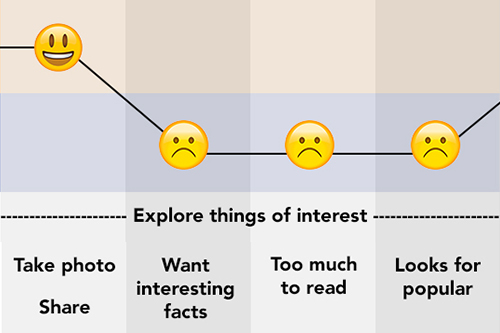 Explore things of interest
Take photo
Share
Want
interesting
facts
Too much
to read
Looks for
popular